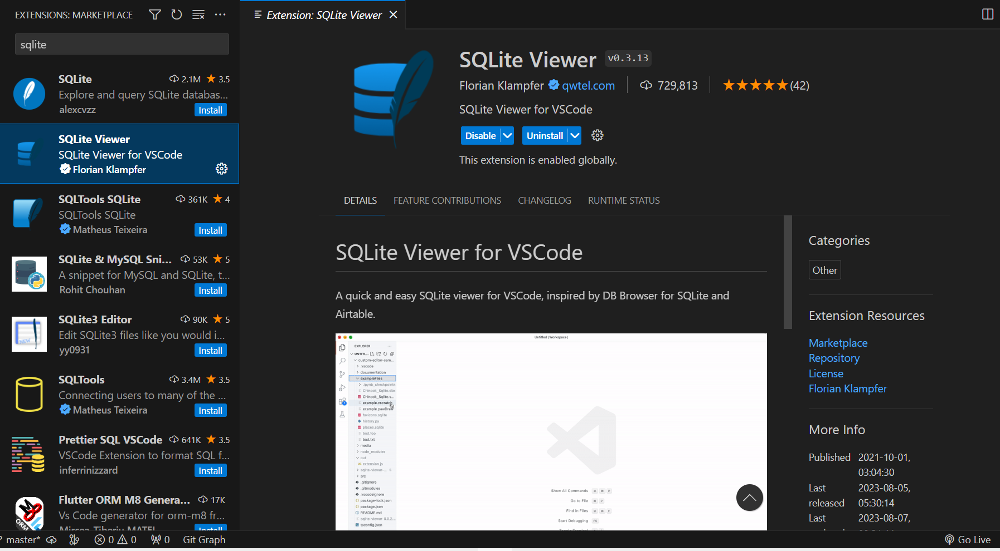 EXTENSIONS: MARKETPLACE
sqlite
SQLite 2.1M 3.5
Explore and query SQLite databas...
alexcvzz Install
SQLite Viewer
SQLite Viewer for VSCode
Florian Klampfer
SQLTools SQLite 361K 4
SQLTools SQLite
Matheus Teixeira Install
SQLite & MySQL Sni... 53K 5
A snippet for MySQL and SQLite, t...
Rohit Chouhan Install
SQLite3 Editor 90K 5
Edit SQLite3 files like you would i...
yy0931 Install
NEW
SQLTools 3.4M 3.5
Connecting users to many of the ...
Matheus Teixeira Install
Prettier SQL VSCode 641K 3.5
VSCode Extension to format SQL f...
inferrinizzard Install
Flutter ORM M8 Genera... 17K
Vs Code generator for orm-m8 fr...
Mircea-Tiberiu MATEI Install
ORM
Extension: SQLite Viewer
SQLite Viewer v0.3.13
Florian Klampfer qwtel.com 729,813 (42)
SQLite Viewer for VSCode
Disable Uninstall
This extension is enabled globally.
DETAILS FEATURE CONTRIBUTIONS CHANGELOG RUNTIME STATUS
SQLite Viewer for VSCode
A quick and easy SQLite viewer for VSCode, inspired by DB Browser for SQLite and
Airtable.
Untitled (Workspace)
EXPLORER
UNTITL...
custom-editor-sam...
.vscode
documentation
exampleFiles
.ipynb_checkpoints
Chinook_Sqlite.dbx
Chinook_Sqlite.s...
example.cscratch
example.pawDraw
favicons.sqlite
history.py
places.sqlite
test.foo
test.txt
media
node_modules
out
extension.js
sqlite-viewer-... S
src
.gitignore
.gitmodules
.vscodeignore
package-lock.json
package.json
README.md
sqlite-viewer-0.0.2...
tsconfig.json
Show All Commands ⇧ ⌘ P
Go to File ⌘ P
Find in Files ⇧ ⌘ F
Start Debugging F5
Categories
Other
Extension Resources
Marketplace
Repository
License
Florian Klampfer
More Info
Published 2021-10-01,
03:04:30
Last 2023-08-05,
released 05:30:14
Last 2023-08-07,
master* 0 0 0 Git Graph Go Live